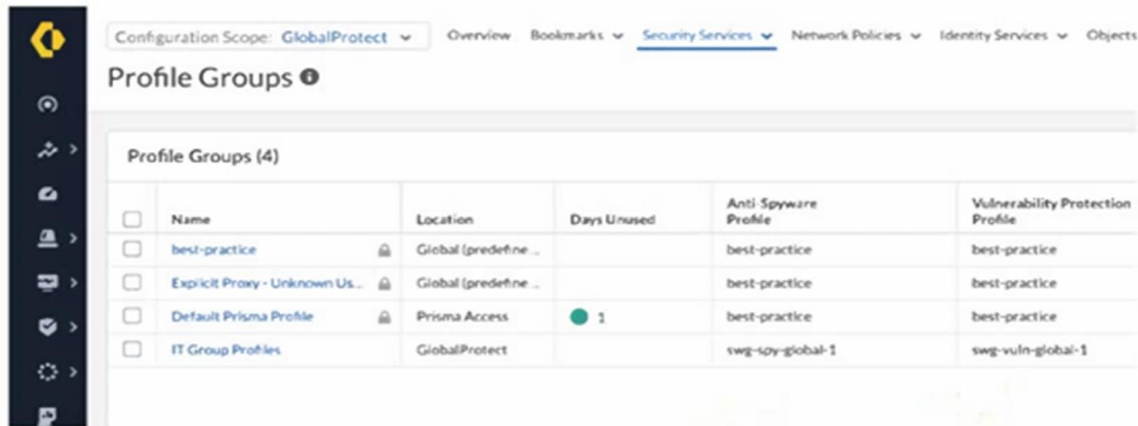 Configuration Scope: GlobalProtect Overview Bookmarks Security Services Network Policies Identity Services Objects
Profile Groups
Profile Groups (4)
Name Location Days Unused Anti-Spyware Profile Vulnerability Protection Profile
best-practice Global (predefine ... best-practice best-practice
Explicit Proxy - Unknown Us... Global (predefine ... best-practice best-practice
Default Prisma Profile Prisma Access 1 best-practice best-practice
IT Group Profiles GlobalProtect swg-spy-global-1 swg-vuln-global-1